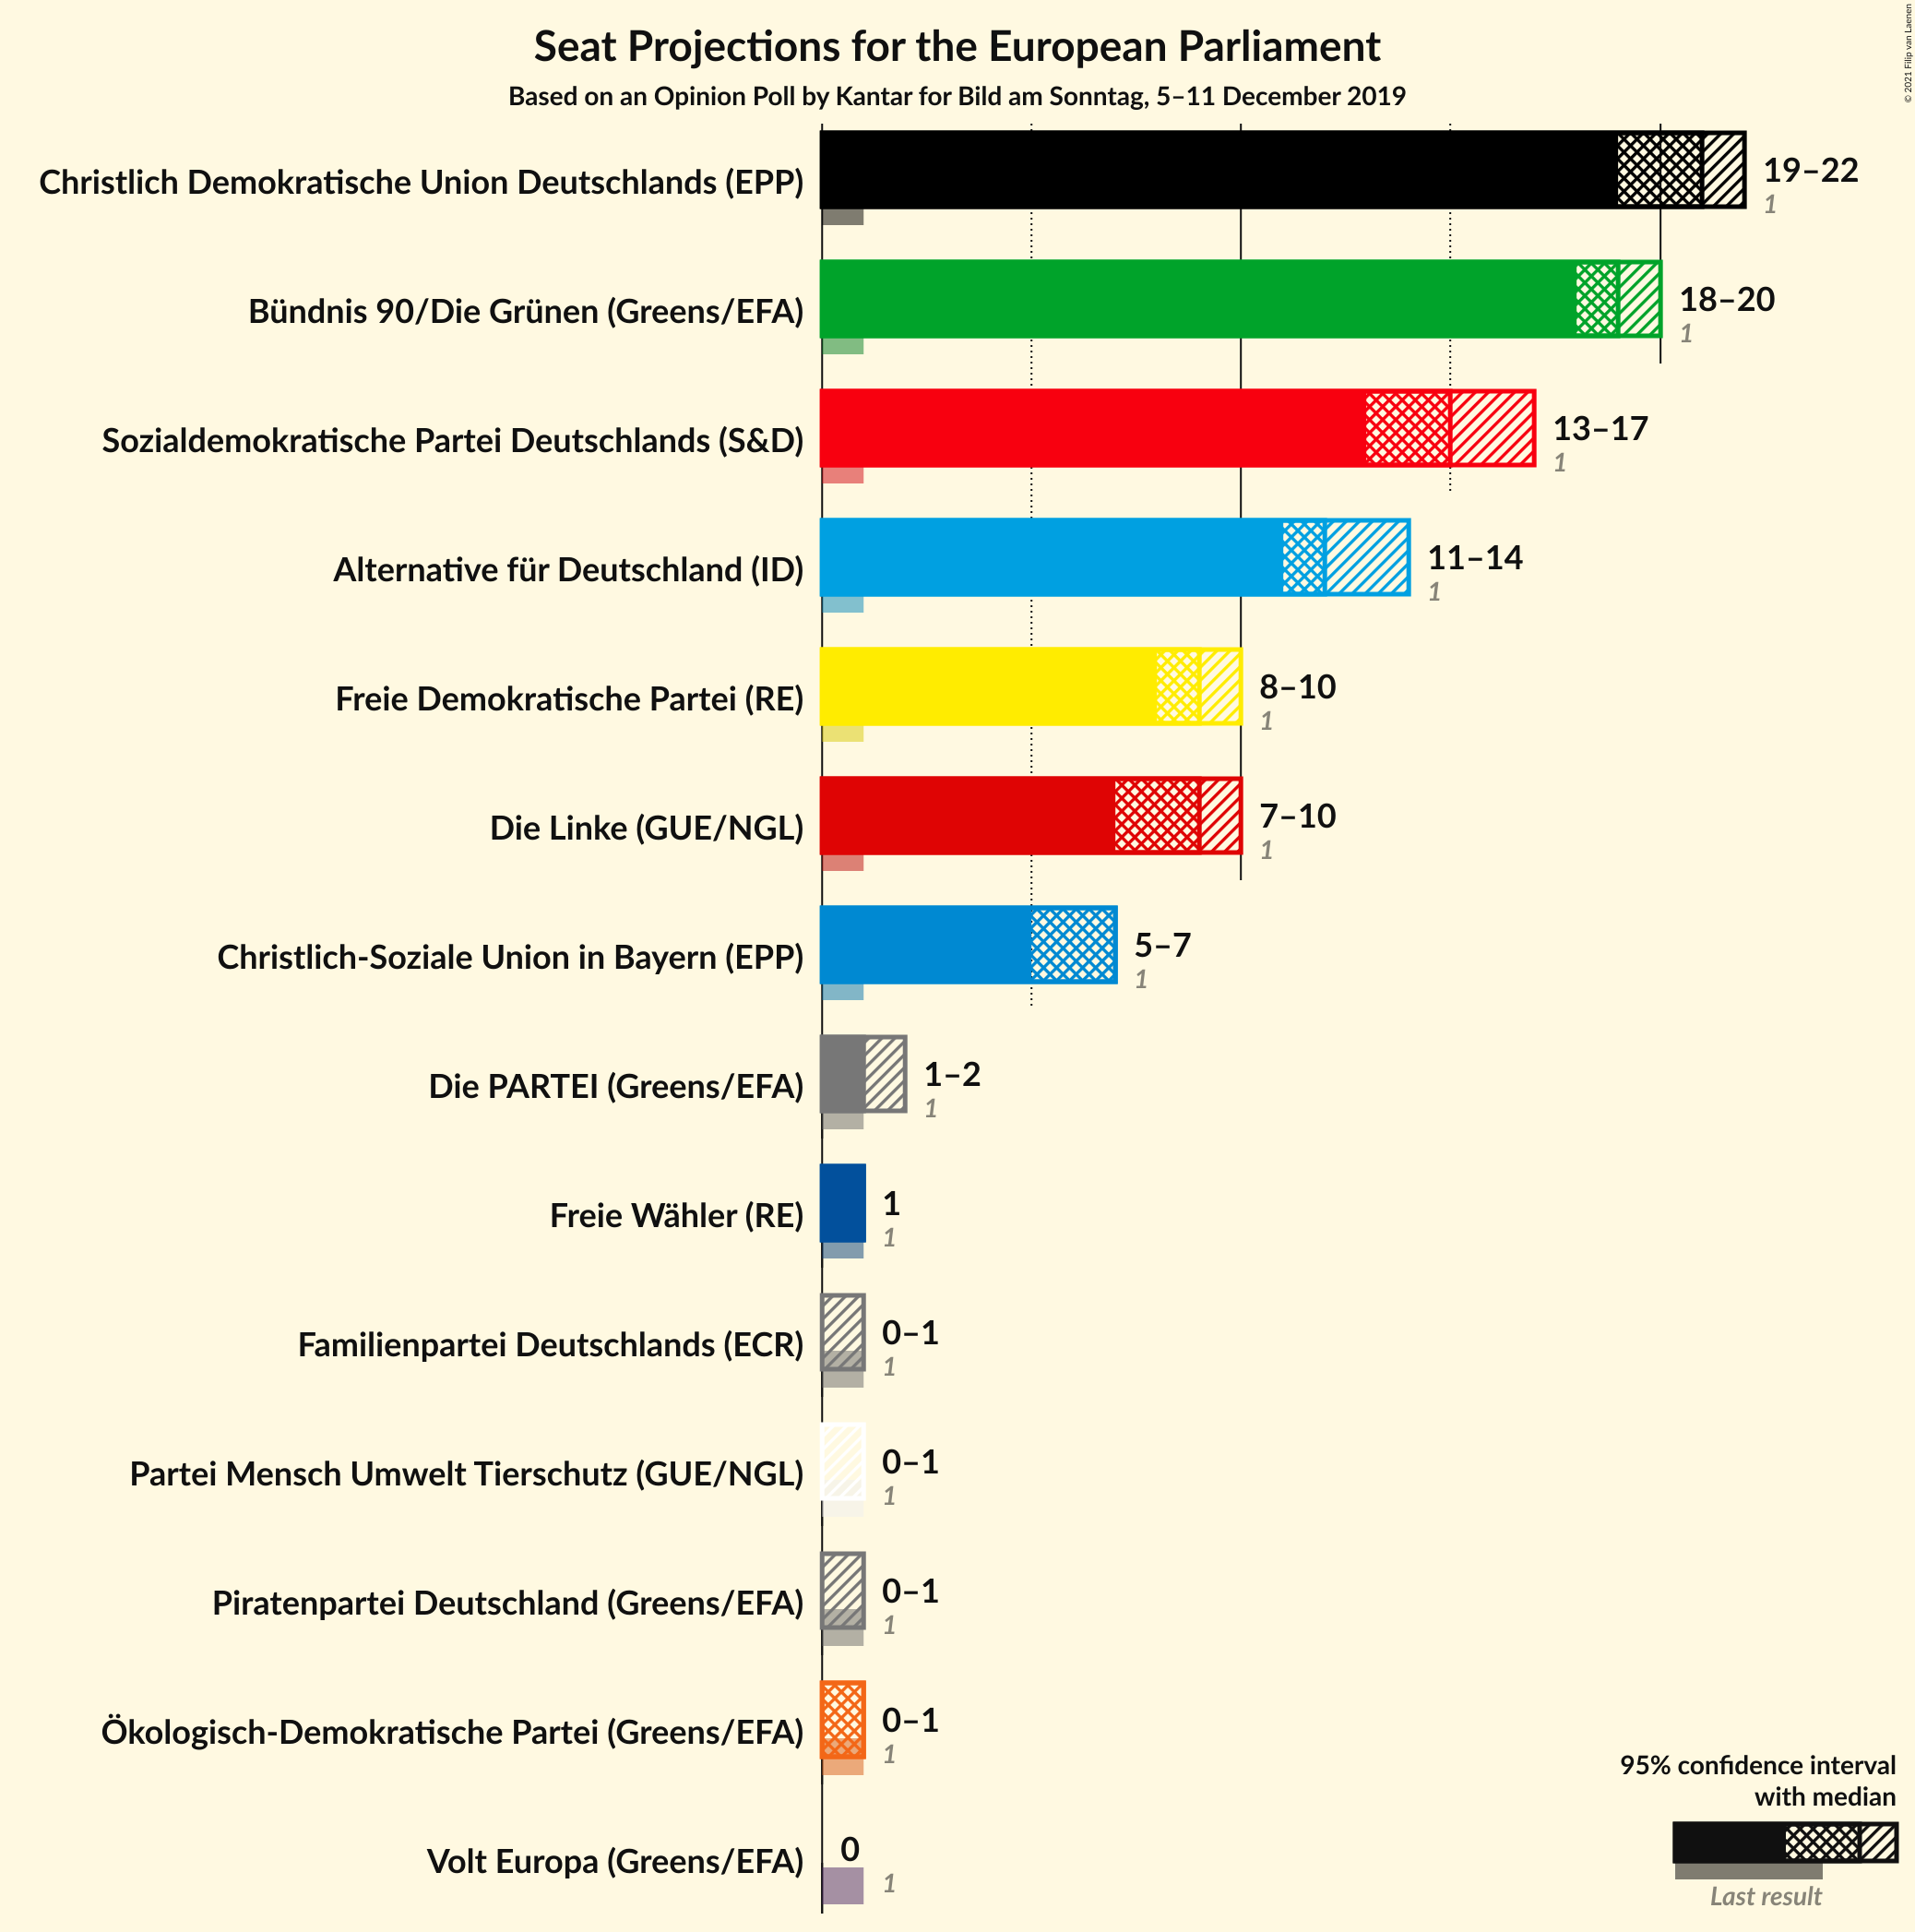 Seat Projections for the European Parliament
Based on an Opinion Poll by Kantar for Bild am Sonntag, 5–11 December 2019
© 2021 Filip van Laenen
Christlich Demokratische Union Deutschlands (EPP)
19–22
1
Bündnis 90/Die Grünen (Greens/EFA)
18–20
1
Sozialdemokratische Partei Deutschlands (S&D)
13–17
1
Alternative für Deutschland (ID)
11–14
1
Freie Demokratische Partei (RE)
8–10
1
Die Linke (GUE/NGL)
7–10
1
Christlich-Soziale Union in Bayern (EPP)
5–7
1
Die PARTEI (Greens/EFA)
1–2
1
Freie Wähler (RE)
1
1
Familienpartei Deutschlands (ECR)
0–1
1
Partei Mensch Umwelt Tierschutz (GUE/NGL)
0–1
1
Piratenpartei Deutschland (Greens/EFA)
0–1
1
Ökologisch-Demokratische Partei (Greens/EFA)
0–1
1
Volt Europa (Greens/EFA)
0
1
95% confidence interval
with median
Last result